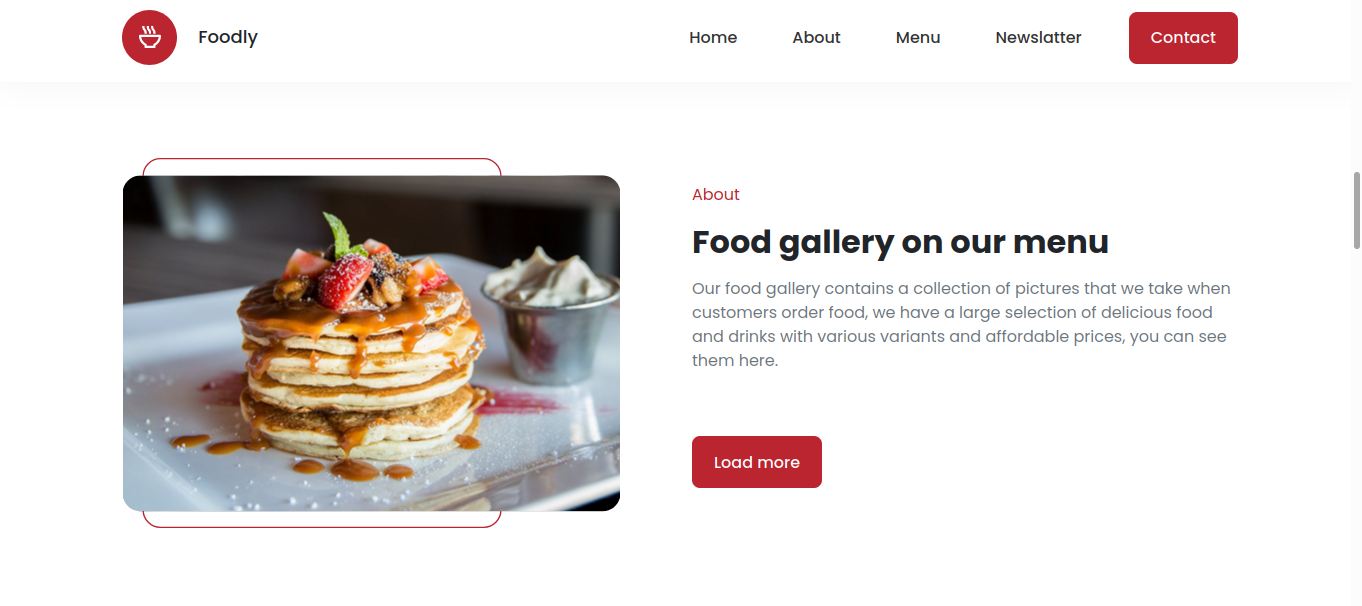 Foodly
Home
About
Menu
Newslatter
Contact
About
Food gallery on our menu
Our food gallery contains a collection of pictures that we take when
customers order food, we have a large selection of delicious food
and drinks with various variants and affordable prices, you can see
them here.
Load more